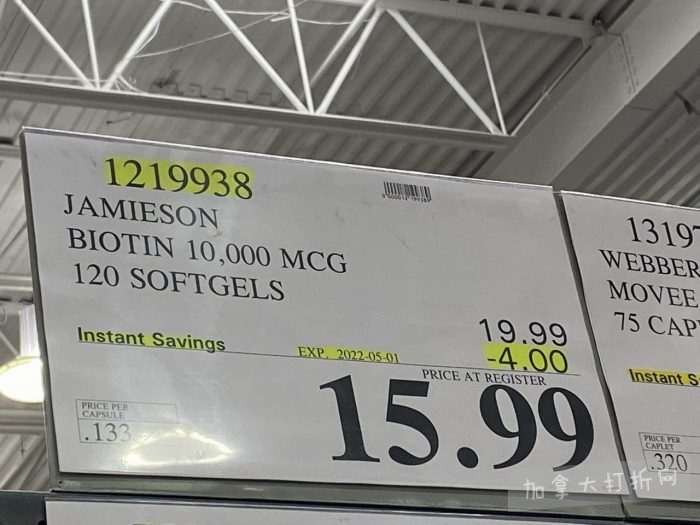 1219938
JAMIESON
BIOTIN 10,000 MCG
120 SOFTGELS
19.99
Instant Savings
EXP. 2022-05-01
-4.00
PRICE AT REGISTER
15.99
PRICE PER
CAPSULE
.133
1319
WEBBER
MOVEE
75 CAP
Instant S
PRICE PER
CAPLET
.320
加拿大打折网